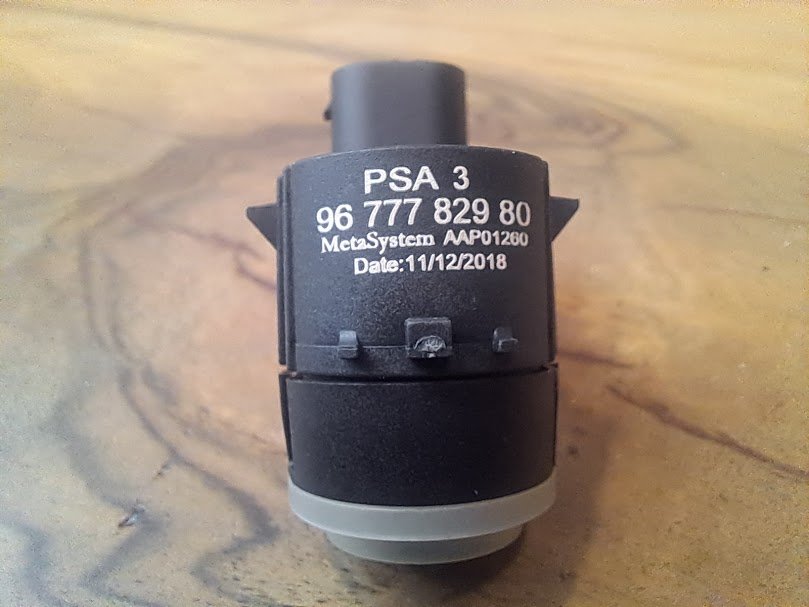 PSA 3
96 777 829 80
MetaSystem AAP01260
Date:11/12/2018